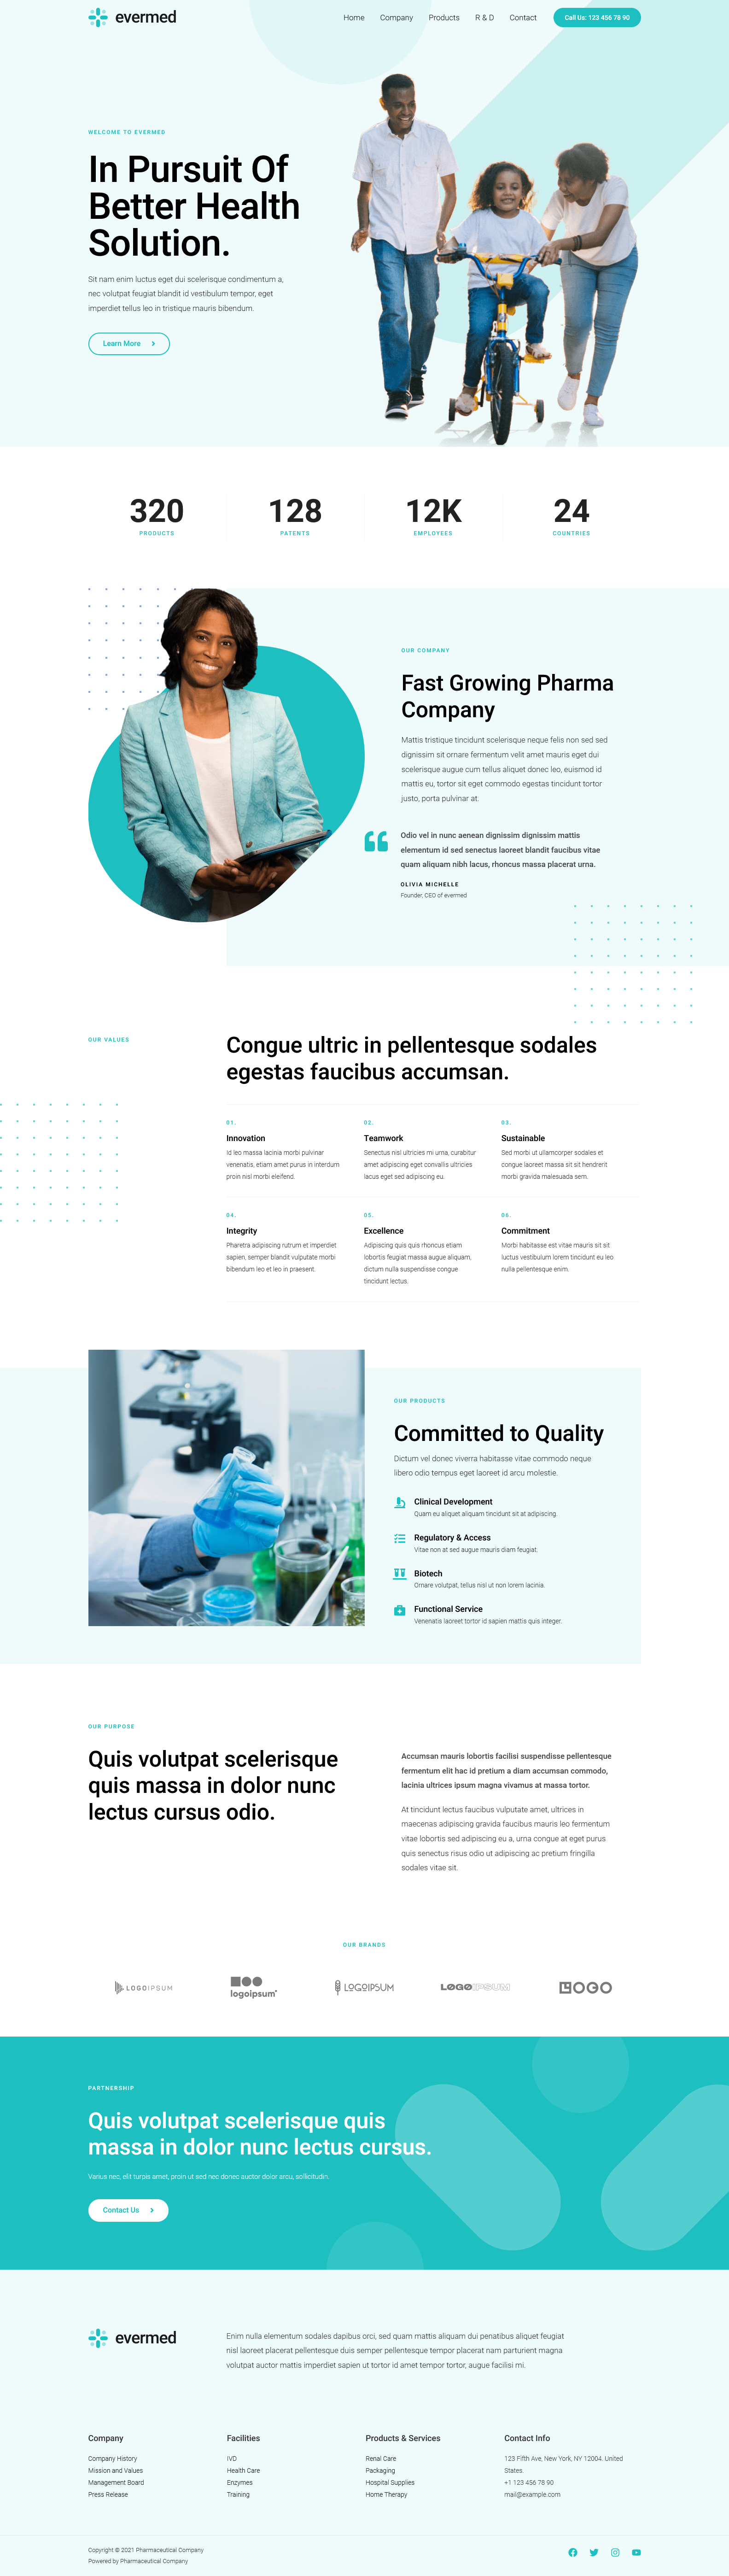 evermed
Home Company Products R & D Contact Call Us: 123 456 78 90
WELCOME TO EVERMED
In Pursuit Of
Better Health
Solution.
Sit nam enim luctus eget dui scelerisque condimentum a,
nec volutpat feugiat blandit id vestibulum tempor, eget
imperdiet tellus leo in tristique mauris bibendum.
Learn More
320 128 12K 24
PRODUCTS PATENTS EMPLOYEES COUNTRIES
OUR COMPANY
Fast Growing Pharma
Company
Mattis tristique tincidunt scelerisque neque felis non sed sed
dignissim sit ornare fermentum velit amet mauris eget dui
scelerisque augue cum tellus aliquet donec leo, euismod id
mattis eu, tortor sit eget commodo egestas tincidunt tortor
justo, porta pulvinar at.
Odio vel in nunc aenean dignissim dignissim mattis
elementum id sed senectus laoreet blandit faucibus vitae
quam aliquam nibh lacus, rhoncus massa placerat urna.
OLIVIA MICHELLE
Founder, CEO of evermed
OUR VALUES
Congue ultric in pellentesque sodales
egestas faucibus accumsan.
01.
Innovation
Id leo massa lacinia morbi pulvinar
venenatis, etiam amet purus in interdum
proin nisl morbi eleifend.
02.
Teamwork
Senectus nisl ultricies mi urna, curabitur
amet adipiscing eget convallis ultricies
lacus eget sed adipiscing eu.
03.
Sustainable
Sed morbi ut ullamcorper sodales et
congue laoreet massa sit sit hendrerit
morbi gravida malesuada sem.
04.
Integrity
Pharetra adipiscing rutrum et imperdiet
sapien, semper blandit vulputate morbi
bibendum leo et leo in praesent.
05.
Excellence
Adipiscing quis quis rhoncus etiam
lobortis feugiat massa augue aliquam,
dictum nulla suspendisse congue
tincidunt lectus.
06.
Commitment
Morbi habitasse est vitae mauris sit sit
luctus vestibulum lorem tincidunt eu leo
nulla pellentesque enim.
OUR PRODUCTS
Committed to Quality
Dictum vel donec viverra habitasse vitae commodo neque
libero odio tempus eget laoreet id arcu molestie.
Clinical Development
Quam eu aliquet aliquam tincidunt sit at adipiscing.
Regulatory & Access
Vitae non at sed augue mauris diam feugiat.
Biotech
Ornare volutpat, tellus nisl ut non lorem lacinia.
Functional Service
Venenatis laoreet tortor id sapien mattis quis integer.
OUR PURPOSE
Quis volutpat scelerisque
quis massa in dolor nunc
lectus cursus odio.
Accumsan mauris lobortis facilisi suspendisse pellentesque
fermentum elit hac id pretium a diam accumsan commodo,
lacinia ultrices ipsum magna vivamus at massa tortor.
At tincidunt lectus faucibus vulputate amet, ultrices in
maecenas adipiscing gravida faucibus mauris leo fermentum
vitae lobortis sed adipiscing eu a, urna congue at eget purus
quis senectus risus odio ut adipiscing ac pretium fringilla
sodales vitae sit.
OUR BRANDS
LOGOIPSUM logoipsum LOGOIPSUM LOGOIPSUM LOGO
PARTNERSHIP
Quis volutpat scelerisque quis
massa in dolor nunc lectus cursus.
Varius nec, elit turpis amet, proin ut sed nec donec auctor dolor arcu, sollicitudin.
Contact Us
evermed
Enim nulla elementum sodales dapibus orci, sed quam mattis aliquam dui penatibus aliquet feugiat
nisl laoreet placerat pellentesque duis semper pellentesque tempor placerat nam parturient magna
volutpat auctor mattis imperdiet sapien ut tortor id amet tempor tortor, augue facilisi mi.
Company
Company History
Mission and Values
Management Board
Press Release
Facilities
IVD
Health Care
Enzymes
Training
Products & Services
Renal Care
Packaging
Hospital Supplies
Home Therapy
Contact Info
123 Fifth Ave, New York, NY 12004. United
States.
+1 123 456 78 90
mail@example.com
Copyright © 2021 Pharmaceutical Company
Powered by Pharmaceutical Company